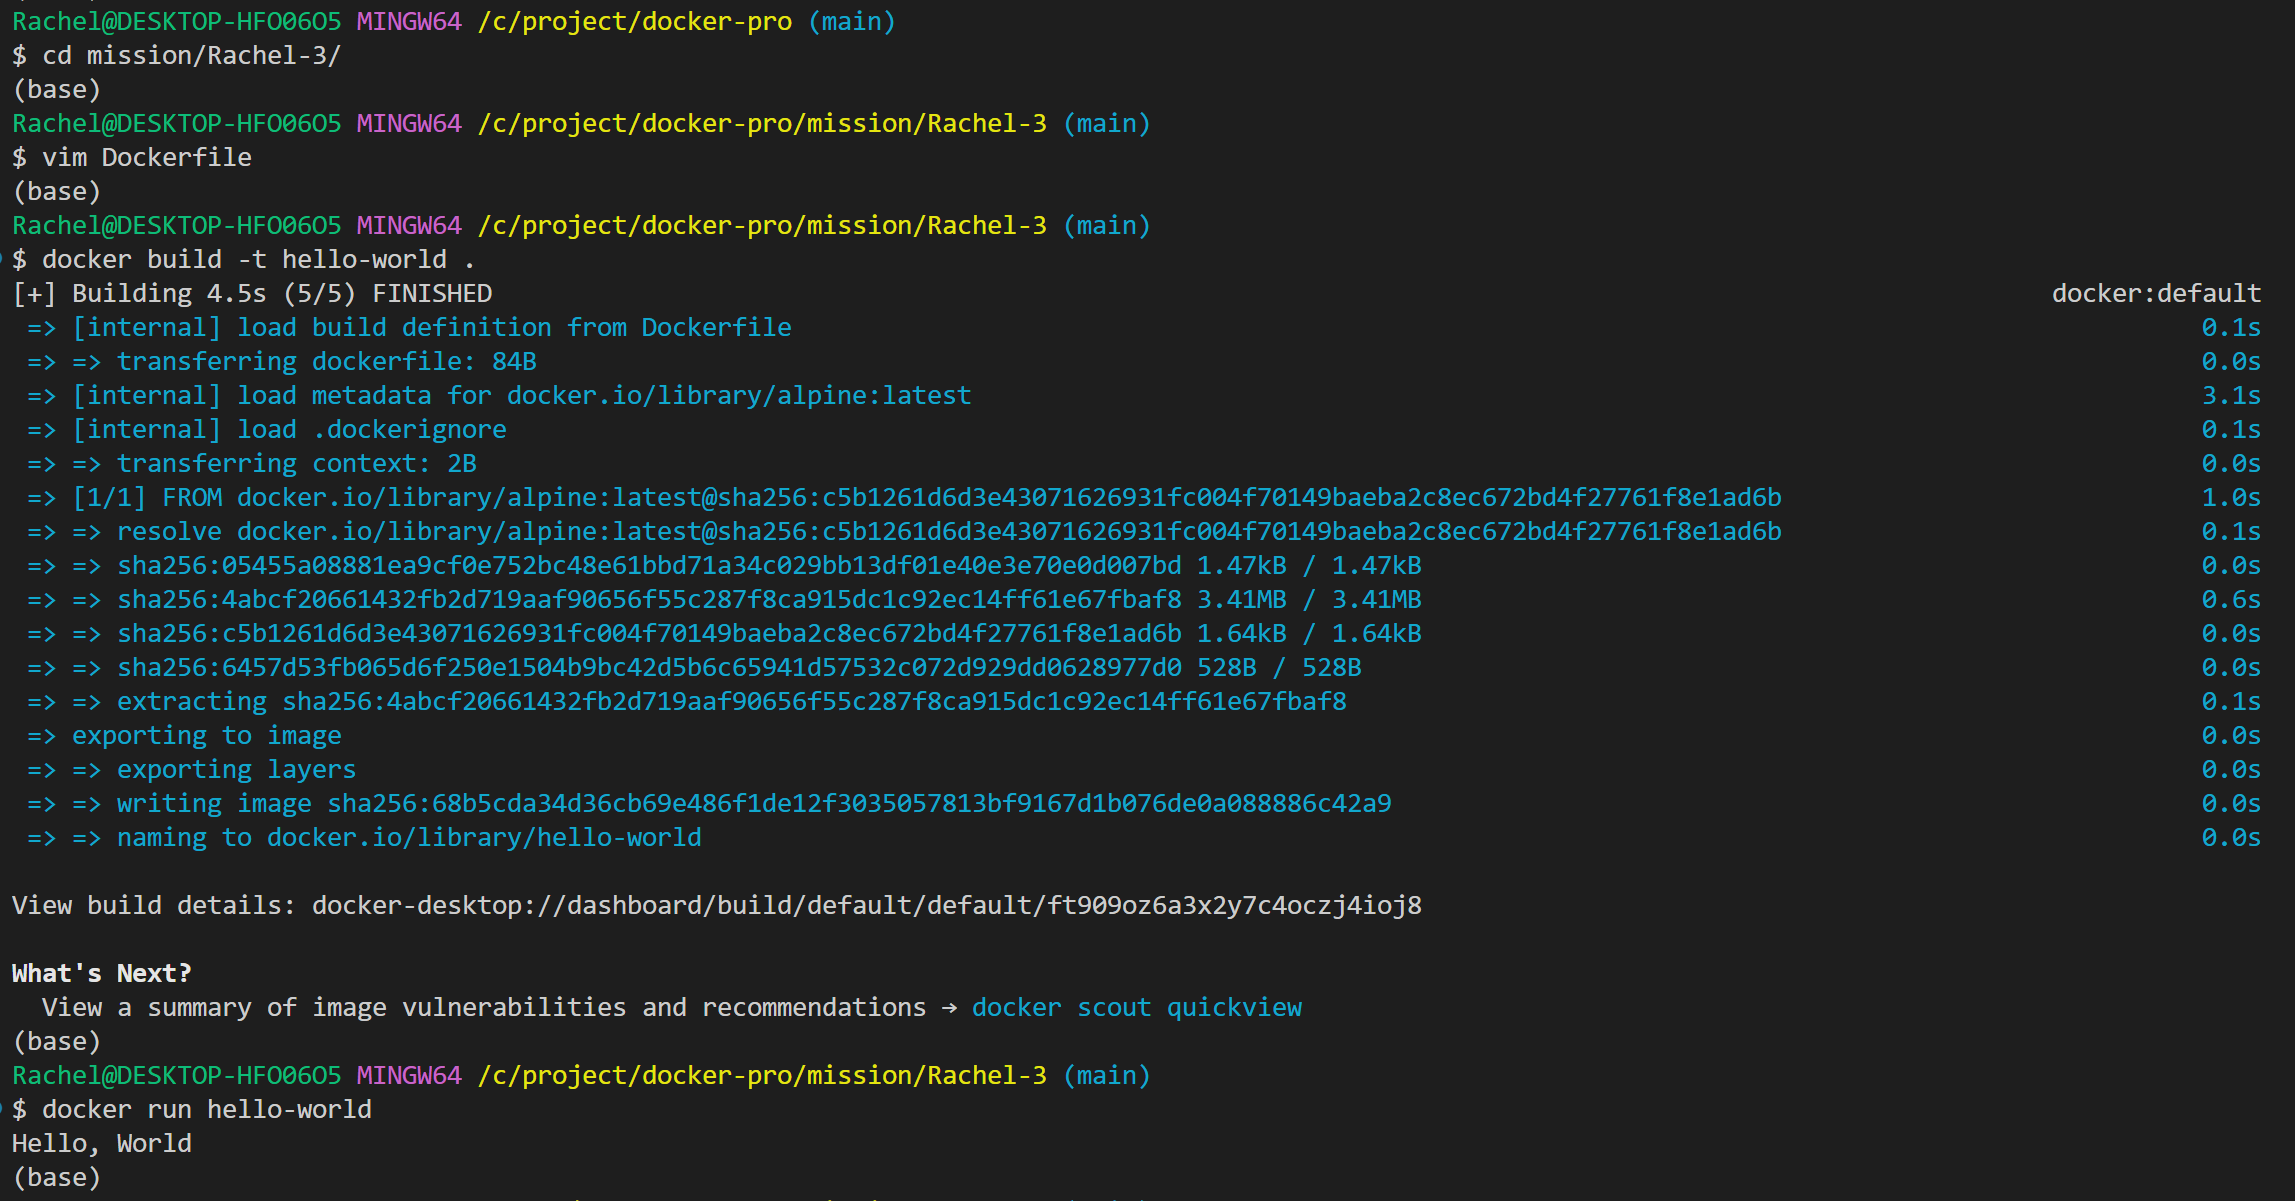 Rachel@DESKTOP-HFO06O5 MINGW64 /c/project/docker-pro (main)
$ cd mission/Rachel-3/
(base)
Rachel@DESKTOP-HFO06O5 MINGW64 /c/project/docker-pro/mission/Rachel-3 (main)
$ vim Dockerfile
(base)
Rachel@DESKTOP-HFO06O5 MINGW64 /c/project/docker-pro/mission/Rachel-3 (main)
$ docker build -t hello-world .
[+] Building 4.5s (5/5) FINISHED docker:default
=> [internal] load build definition from Dockerfile 0.1s
=> => transferring dockerfile: 84B 0.0s
=> [internal] load metadata for docker.io/library/alpine:latest 3.1s
=> [internal] load .dockerignore 0.1s
=> => transferring context: 2B 0.0s
=> [1/1] FROM docker.io/library/alpine:latest@sha256:c5b1261d6d3e43071626931fc004f70149baeba2c8ec672bd4f27761f8e1ad6b 1.0s
=> => resolve docker.io/library/alpine:latest@sha256:c5b1261d6d3e43071626931fc004f70149baeba2c8ec672bd4f27761f8e1ad6b 0.1s
=> => sha256:05455a08881ea9cf0e752bc48e61bbd71a34c029bb13df01e40e3e70e0d007bd 1.47kB / 1.47kB 0.0s
=> => sha256:4abcf20661432fb2d719aaf90656f55c287f8ca915dc1c92ec14ff61e67fbaf8 3.41MB / 3.41MB 0.6s
=> => sha256:c5b1261d6d3e43071626931fc004f70149baeba2c8ec672bd4f27761f8e1ad6b 1.64kB / 1.64kB 0.0s
=> => sha256:6457d53fb065d6f250e1504b9bc42d5b6c65941d57532c072d929dd0628977d0 528B / 528B 0.0s
=> => extracting sha256:4abcf20661432fb2d719aaf90656f55c287f8ca915dc1c92ec14ff61e67fbaf8 0.1s
=> exporting to image 0.0s
=> => exporting layers 0.0s
=> => writing image sha256:68b5cda34d36cb69e486f1de12f3035057813bf9167d1b076de0a088886c42a9 0.0s
=> => naming to docker.io/library/hello-world 0.0s
View build details: docker-desktop://dashboard/build/default/default/ft909oz6a3x2y7c4oczj4ioj8
What's Next?
View a summary of image vulnerabilities and recommendations → docker scout quickview
(base)
Rachel@DESKTOP-HFO06O5 MINGW64 /c/project/docker-pro/mission/Rachel-3 (main)
$ docker run hello-world
Hello, World
(base)